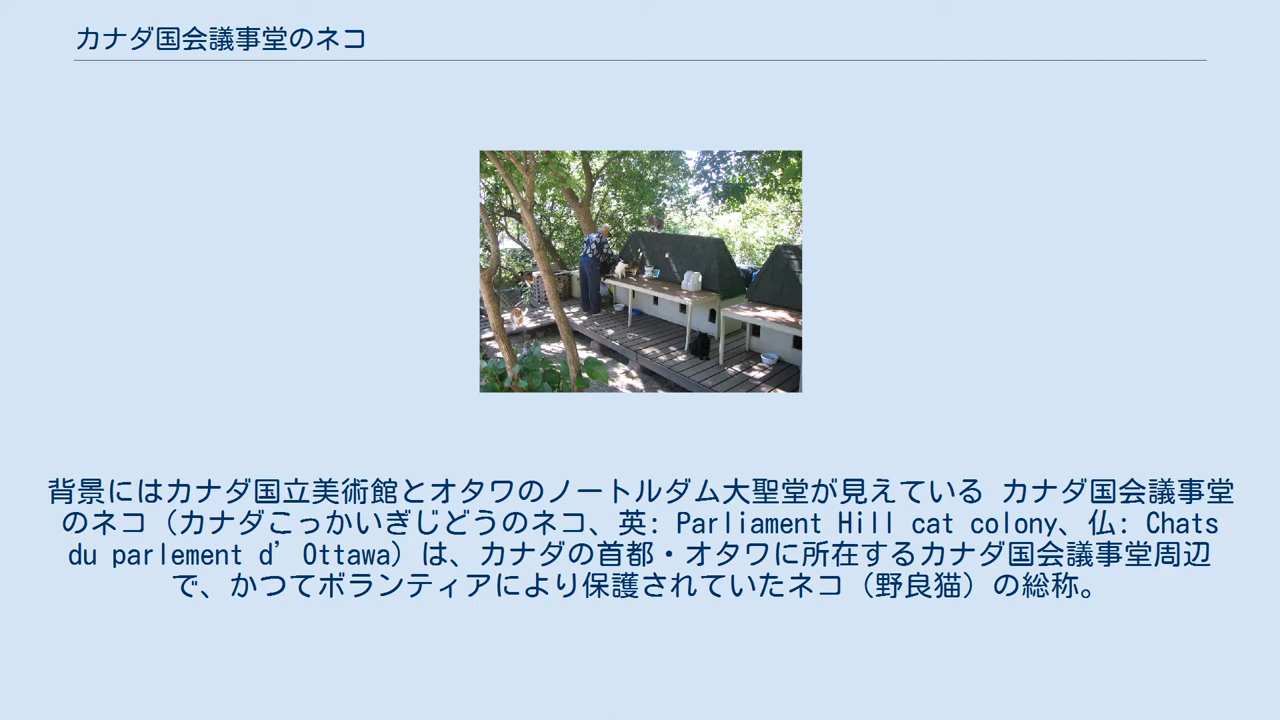 カナダ国会議事堂のネコ
背景にはカナダ国立美術館とオタワのノートルダム大聖堂が見えている カナダ国会議事堂
のネコ（カナダこっかいぎじどうのネコ、英: Parliament Hill cat colony、仏: Chats
du parlement d’Ottawa）は、カナダの首都・オタワに所在するカナダ国会議事堂周辺
で、かつてボランティアにより保護されていたネコ（野良猫）の総称。